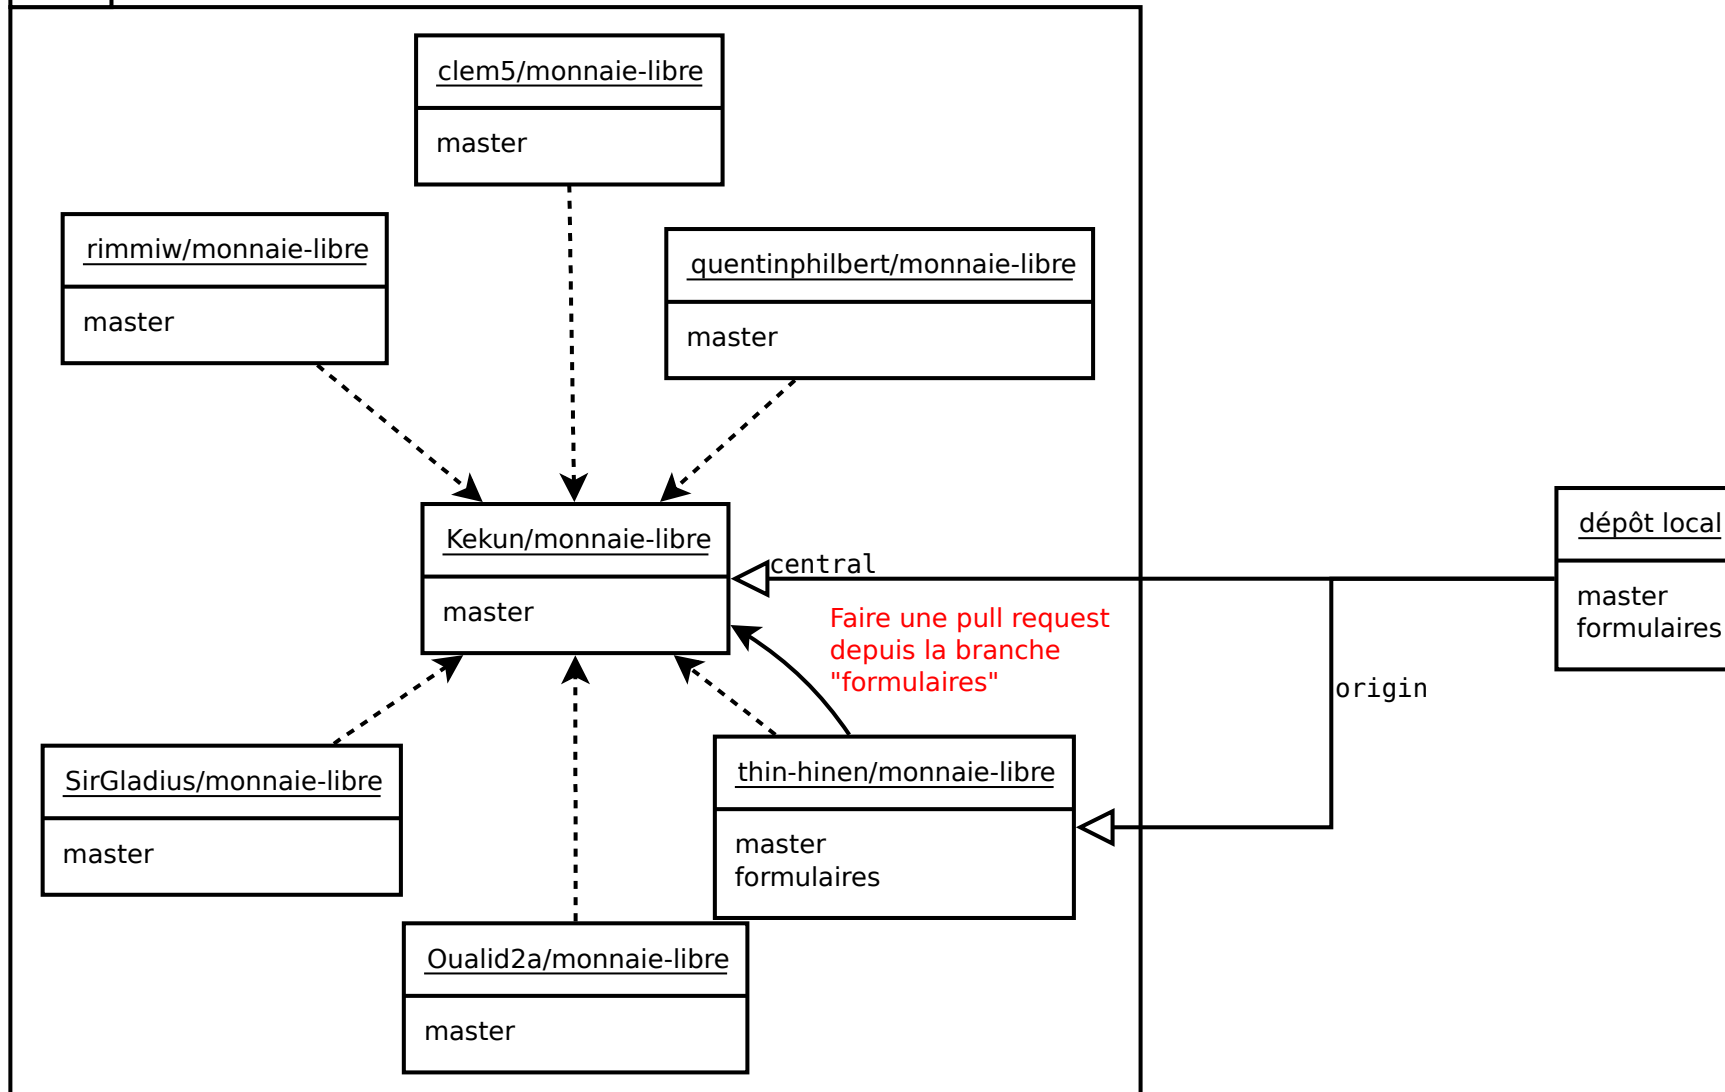 clem5/monnaie-libre
master
rimmiw/monnaie-libre
master
quentinphilbert/monnaie-libre
master
Kekun/monnaie-libre
master
central
Faire une pull request
depuis la branche
"formulaires"
dépôt local
master
formulaires
origin
SirGladius/monnaie-libre
master
thin-hinen/monnaie-libre
master
formulaires
Oualid2a/monnaie-libre
master